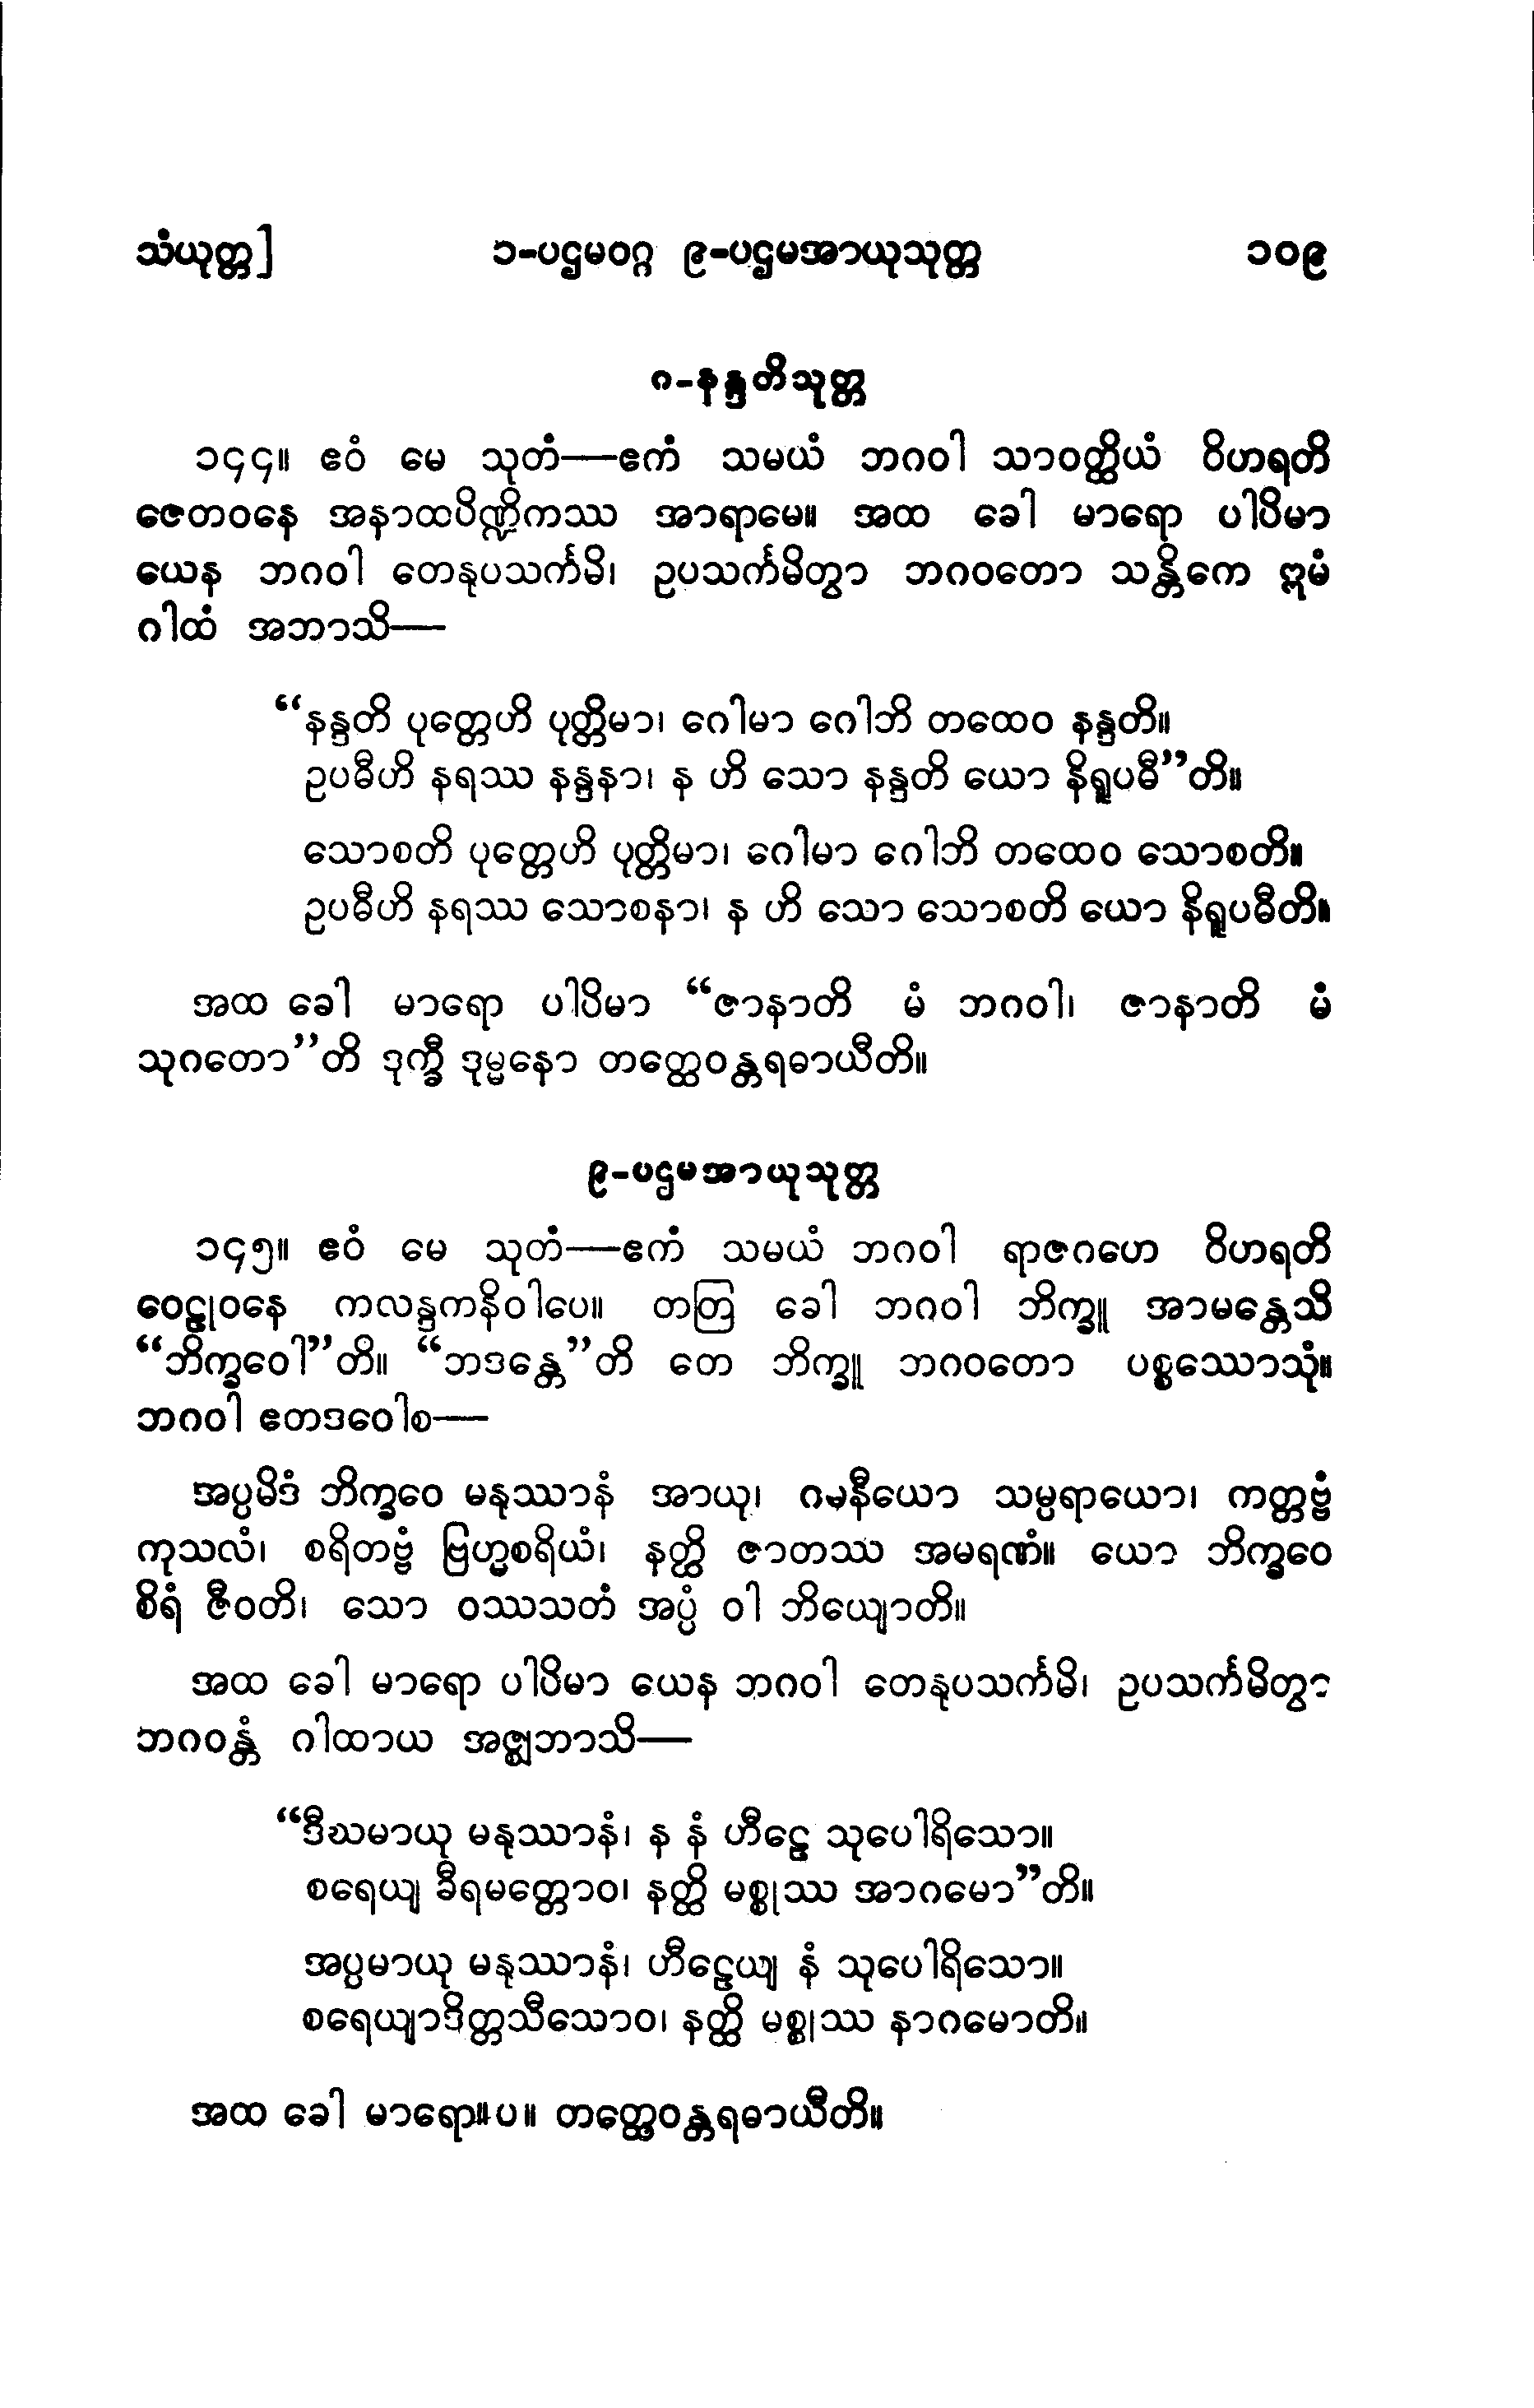 သံယုတ္တ] ၁-ပဌမဝဂ္ဂ ၉-ပဌမအာယုသုတ္တ ၁၀၉
၈-နန္ဒတိသုတ္တ
၁၄၄။ ဧဝံ မေ သုတံ—ဧကံ သမယံ ဘဂဝါ သာဝတ္ထိယံ ဝိဟရတိ
ဇေတဝနေ အနာထပိဏ္ဍိကဿ အာရာမေ။ အထ ခေါ မာရော ပါပိမာ
ယေန ဘဂဝါ တေနုပသင်္ကမိ၊ ဥပသင်္ကမိတွာ ဘဂဝတော သန္တိကေ ဣမံ
ဂါထံ အဘာသိ—
“နန္ဒတိ ပုတ္တေဟိ ပုတ္တိမာ၊ ဂေါမာ ဂေါဘိ တထေဝ နန္ဒတိ။
ဥပဓီဟိ နရဿ နန္ဒနာ၊ န ဟိ သော နန္ဒတိ ယော နိရူပဓီ”တိ။
သောစတိ ပုတ္တေဟိ ပုတ္တိမာ၊ ဂေါမာ ဂေါဘိ တထေဝ သောစတိ။
ဥပဓီဟိ နရဿ သောစနာ၊ န ဟိ သော သောစတိ ယော နိရူပဓီတိ။
အထ ခေါ မာရော ပါပိမာ “ဇာနာတိ မံ ဘဂဝါ၊ ဇာနာတိ မံ
သုဂတော”တိ ဒုက္ခီ ဒုမ္မနော တတ္ထေဝန္တရဓာယီတိ။
၉-ပဌမအာယုသုတ္တ
၁၄၅။ ဧဝံ မေ သုတံ—ဧကံ သမယံ ဘဂဝါ ရာဇဂဟေ ဝိဟရတိ
ဝေဠုဝနေ ကလန္ဒကနိဝါပေ။ တတြ ခေါ ဘဂဝါ ဘိက္ခူ အာမန္တေသိ
“ဘိက္ခဝေါ”တိ။ “ဘဒန္တေ”တိ တေ ဘိက္ခူ ဘဂဝတော ပစ္စဿောသုံ။
ဘဂဝါ ဧတဒဝေါစ—
အပ္ပမိဒံ ဘိက္ခဝေ မနုဿာနံ အာယု၊ ဂမနီယော သမ္ပရာယော၊ ကတ္တဗ္ဗံ
ကုသလံ၊ စရိတဗ္ဗံ ဗြဟ္မစရိယံ၊ နတ္ထိ ဇာတဿ အမရဏံ။ ယော ဘိက္ခဝေ
စိရံ ဇီဝတိ၊ သော ဝဿသတံ အပ္ပံ ဝါ ဘိယျောတိ။
အထ ခေါ မာရော ပါပိမာ ယေန ဘဂဝါ တေနုပသင်္ကမိ၊ ဥပသင်္ကမိတွာ
ဘဂဝန္တံ ဂါထာယ အဇ္ဈဘာသိ—
“ဒီဃမာယု မနုဿာနံ၊ န နံ ဟီဠေ သုပေါရိသော။
စရေယျ ခီရမတ္တောဝ၊ နတ္ထိ မစ္စုဿ အာဂမော”တိ။
အပ္ပမာယု မနုဿာနံ၊ ဟီဠေယျ နံ သုပေါရိသော။
စရေယျာဒိတ္တသီသောဝ၊ နတ္ထိ မစ္စုဿ နာဂမောတိ။
အထ ခေါ မာရော။ပ။ တတ္ထေဝန္တရဓာယီတိ။